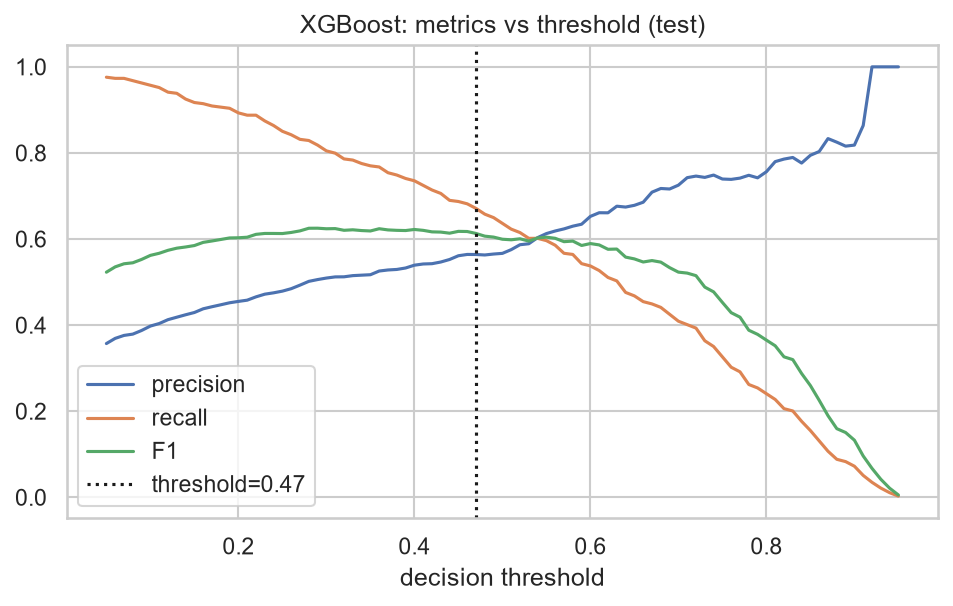 XGBoost: metrics vs threshold (test)
1.0
0.8
0.6
0.4
0.2
0.0
precision
recall
F1
threshold=0.47
0.2 0.4 0.6 0.8
decision threshold